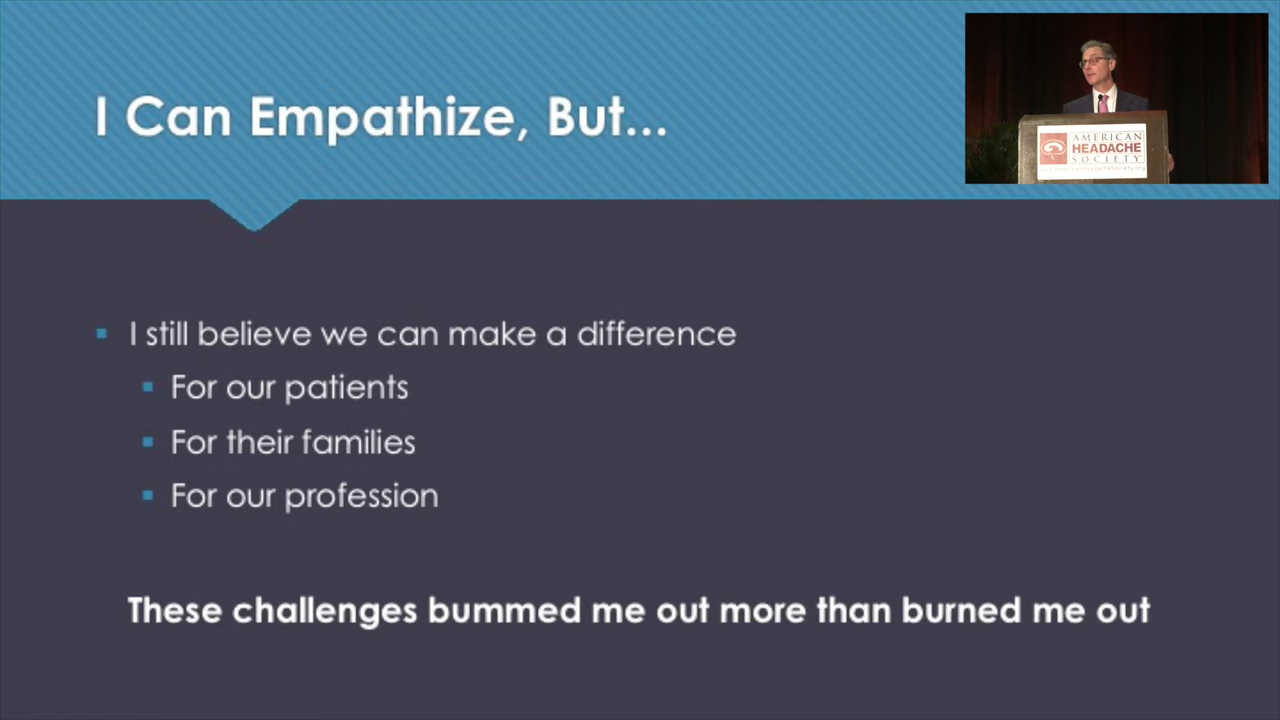 I Can Empathize, But...
AMERICAN
HEADACHE
SOCIETY
I still believe we can make a difference
For our patients
For their families
For our profession
These challenges bummed me out more than burned me out